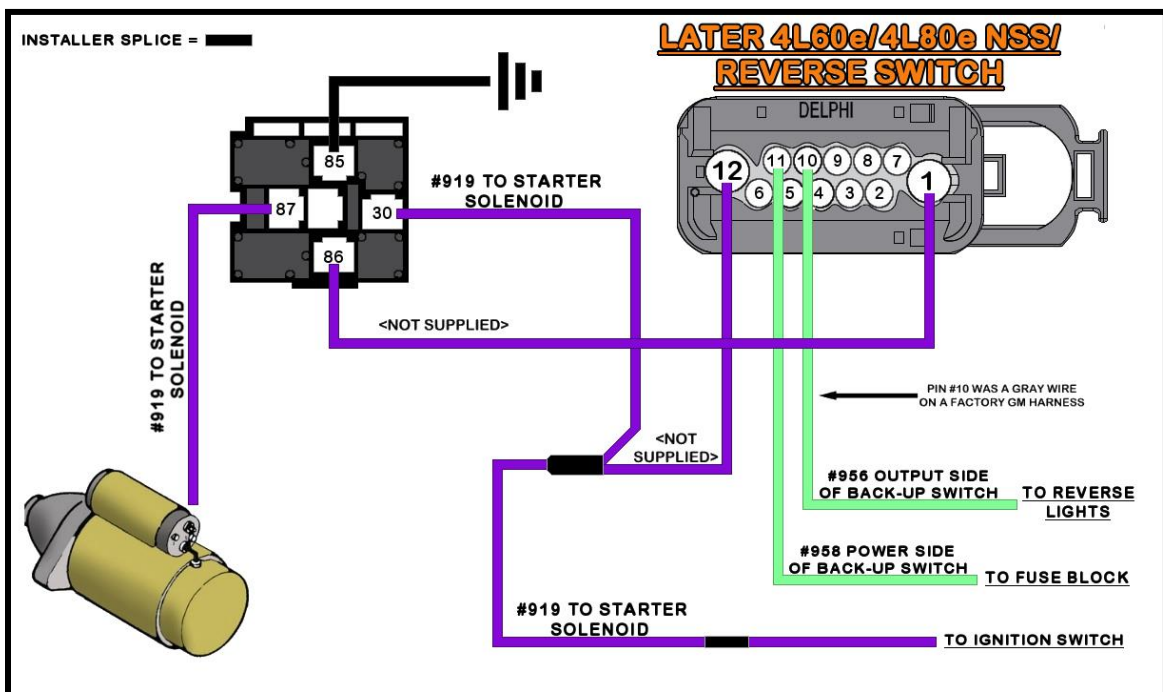 INSTALLER SPLICE =
LATER 4L60e/4L80e NSS/
REVERSE SWITCH
DELPHI
85
87
30
86
12
11
10
9
8
7
6
5
4
3
2
1
#919 TO STARTER
SOLENOID
#919 TO STARTER
SOLENOID
<NOT SUPPLIED>
PIN #10 WAS A GRAY WIRE
ON A FACTORY GM HARNESS
<NOT
SUPPLIED>
#956 OUTPUT SIDE
OF BACK-UP SWITCH
TO REVERSE
LIGHTS
#958 POWER SIDE
OF BACK-UP SWITCH
TO FUSE BLOCK
#919 TO STARTER
SOLENOID
TO IGNITION SWITCH